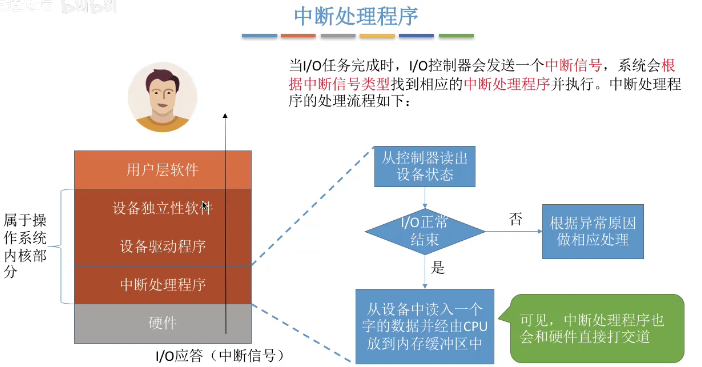 中断处理程序
当I/O任务完成时，I/O控制器会发送一个中断信号，系统会根
据中断信号类型找到相应的中断处理程序并执行。中断处理程
序的处理流程如下：
用户层软件
设备独立性软件
设备驱动程序
中断处理程序
硬件
属于操
作系统
内核部
分
I/O应答（中断信号）
从控制器读出
设备状态
I/O正常
结束
否
根据异常原因
做相应处理
是
从设备中读入一个
字的数据并经由CPU
放到内存缓冲区中
可见，中断处理程序也
会和硬件直接打交道